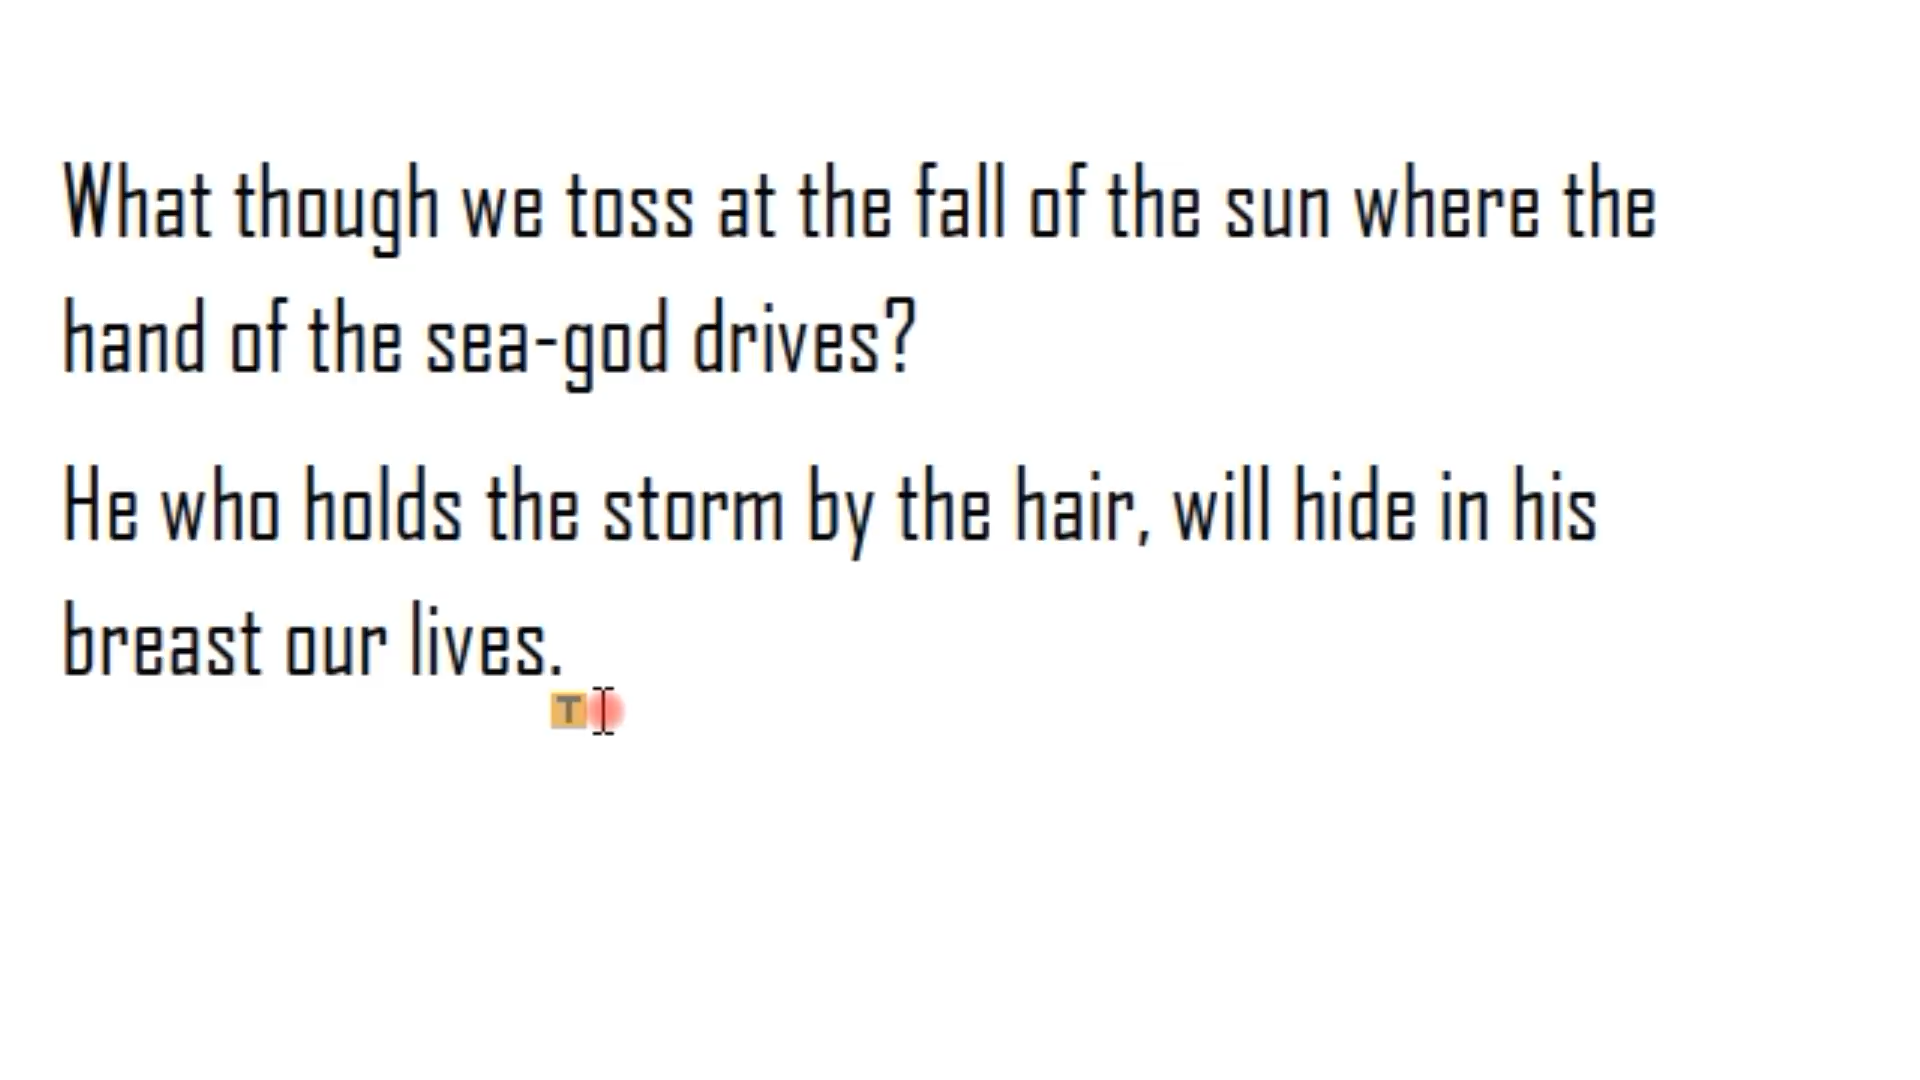 What though we toss at the fall of the sun where the
hand of the sea-god drives?
He who holds the storm by the hair, will hide in his
breast our lives.
T